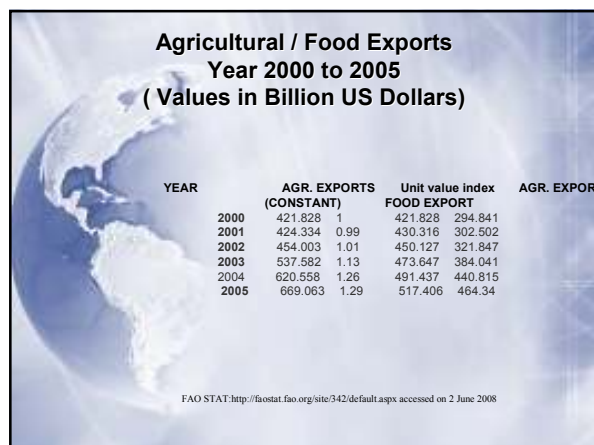 Agricultural / Food Exports
Year 2000 to 2005
( Values in Billion US Dollars)
YEAR AGR. EXPORTS Unit value index AGR. EXPOR
(CONSTANT) FOOD EXPORT
2000 421.828 1 421.828 294.841
2001 424.334 0.99 430.316 302.502
2002 454.003 1.01 450.127 321.847
2003 537.582 1.13 473.647 384.041
2004 620.558 1.26 491.437 440.815
2005 669.063 1.29 517.406 464.34
FAO STAT:http://faostat.fao.org/site/342/default.aspx accessed on 2 June 2008